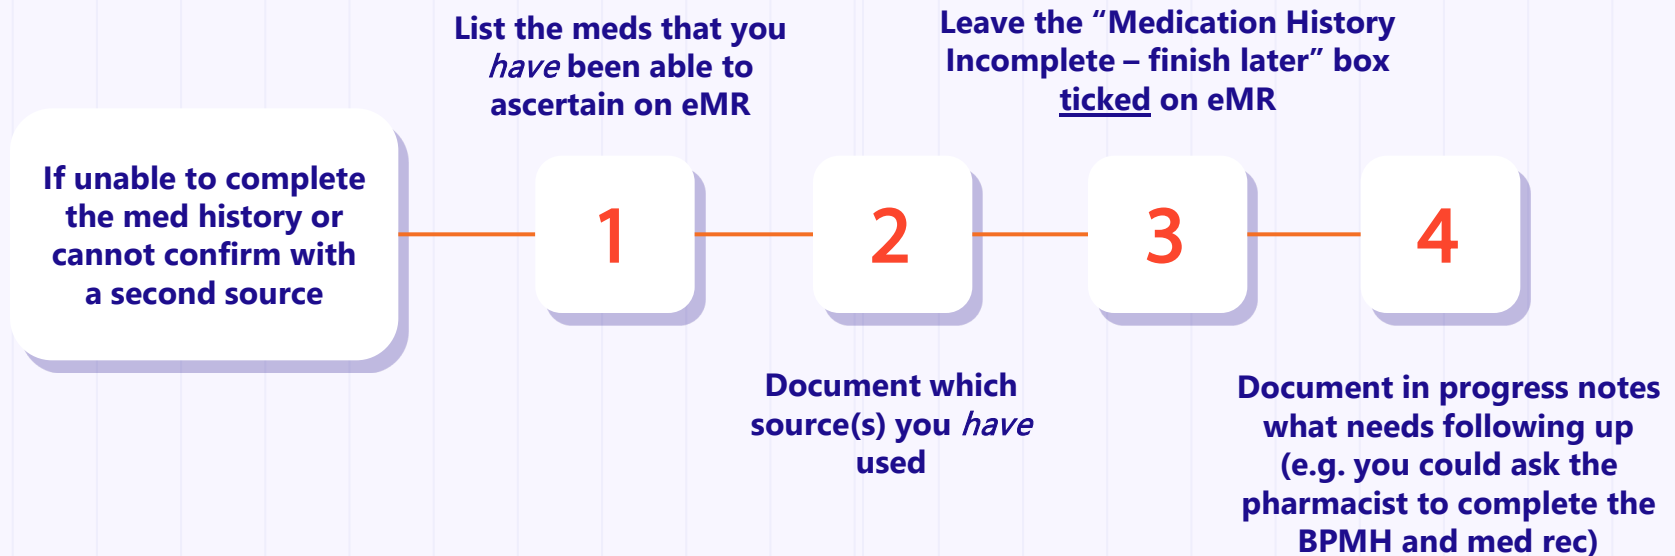 If unable to complete
the med history or
cannot confirm with
a second source
List the meds that you
have been able to
ascertain on eMR
1
2
Document which
source(s) you have
used
Leave the “Medication History
Incomplete – finish later” box
ticked on eMR
3
4
Document in progress notes
what needs following up
(e.g. you could ask the
pharmacist to complete the
BPMH and med rec)